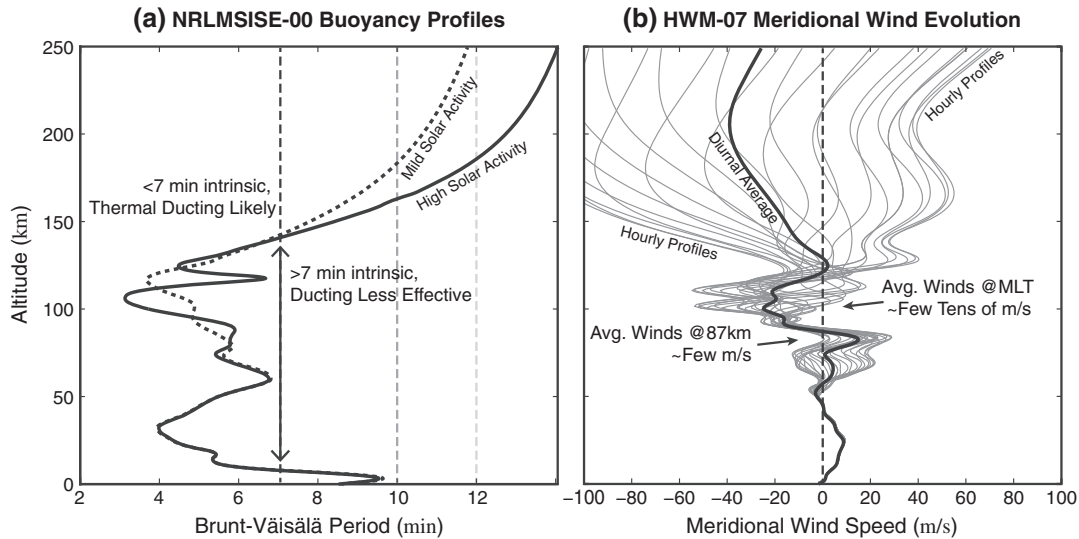 (a) NRLMSISE-00 Buoyancy Profiles
250
200
150
100
50
0
Altitude (km)
2
4
6
8
10
12
Brunt-Väisälä Period (min)
<7 min intrinsic,
Thermal Ducting Likely
>7 min intrinsic,
Ducting Less Effective
Mild Solar Activity
High Solar Activity
(b) HWM-07 Meridional Wind Evolution
Hourly Profiles
Diurnal Average
Hourly Profiles
Avg. Winds @MLT
~Few Tens of m/s
Avg. Winds @87km
~Few m/s
−100
−80
−60
−40
−20
0
20
40
60
80
100
Meridional Wind Speed (m/s)